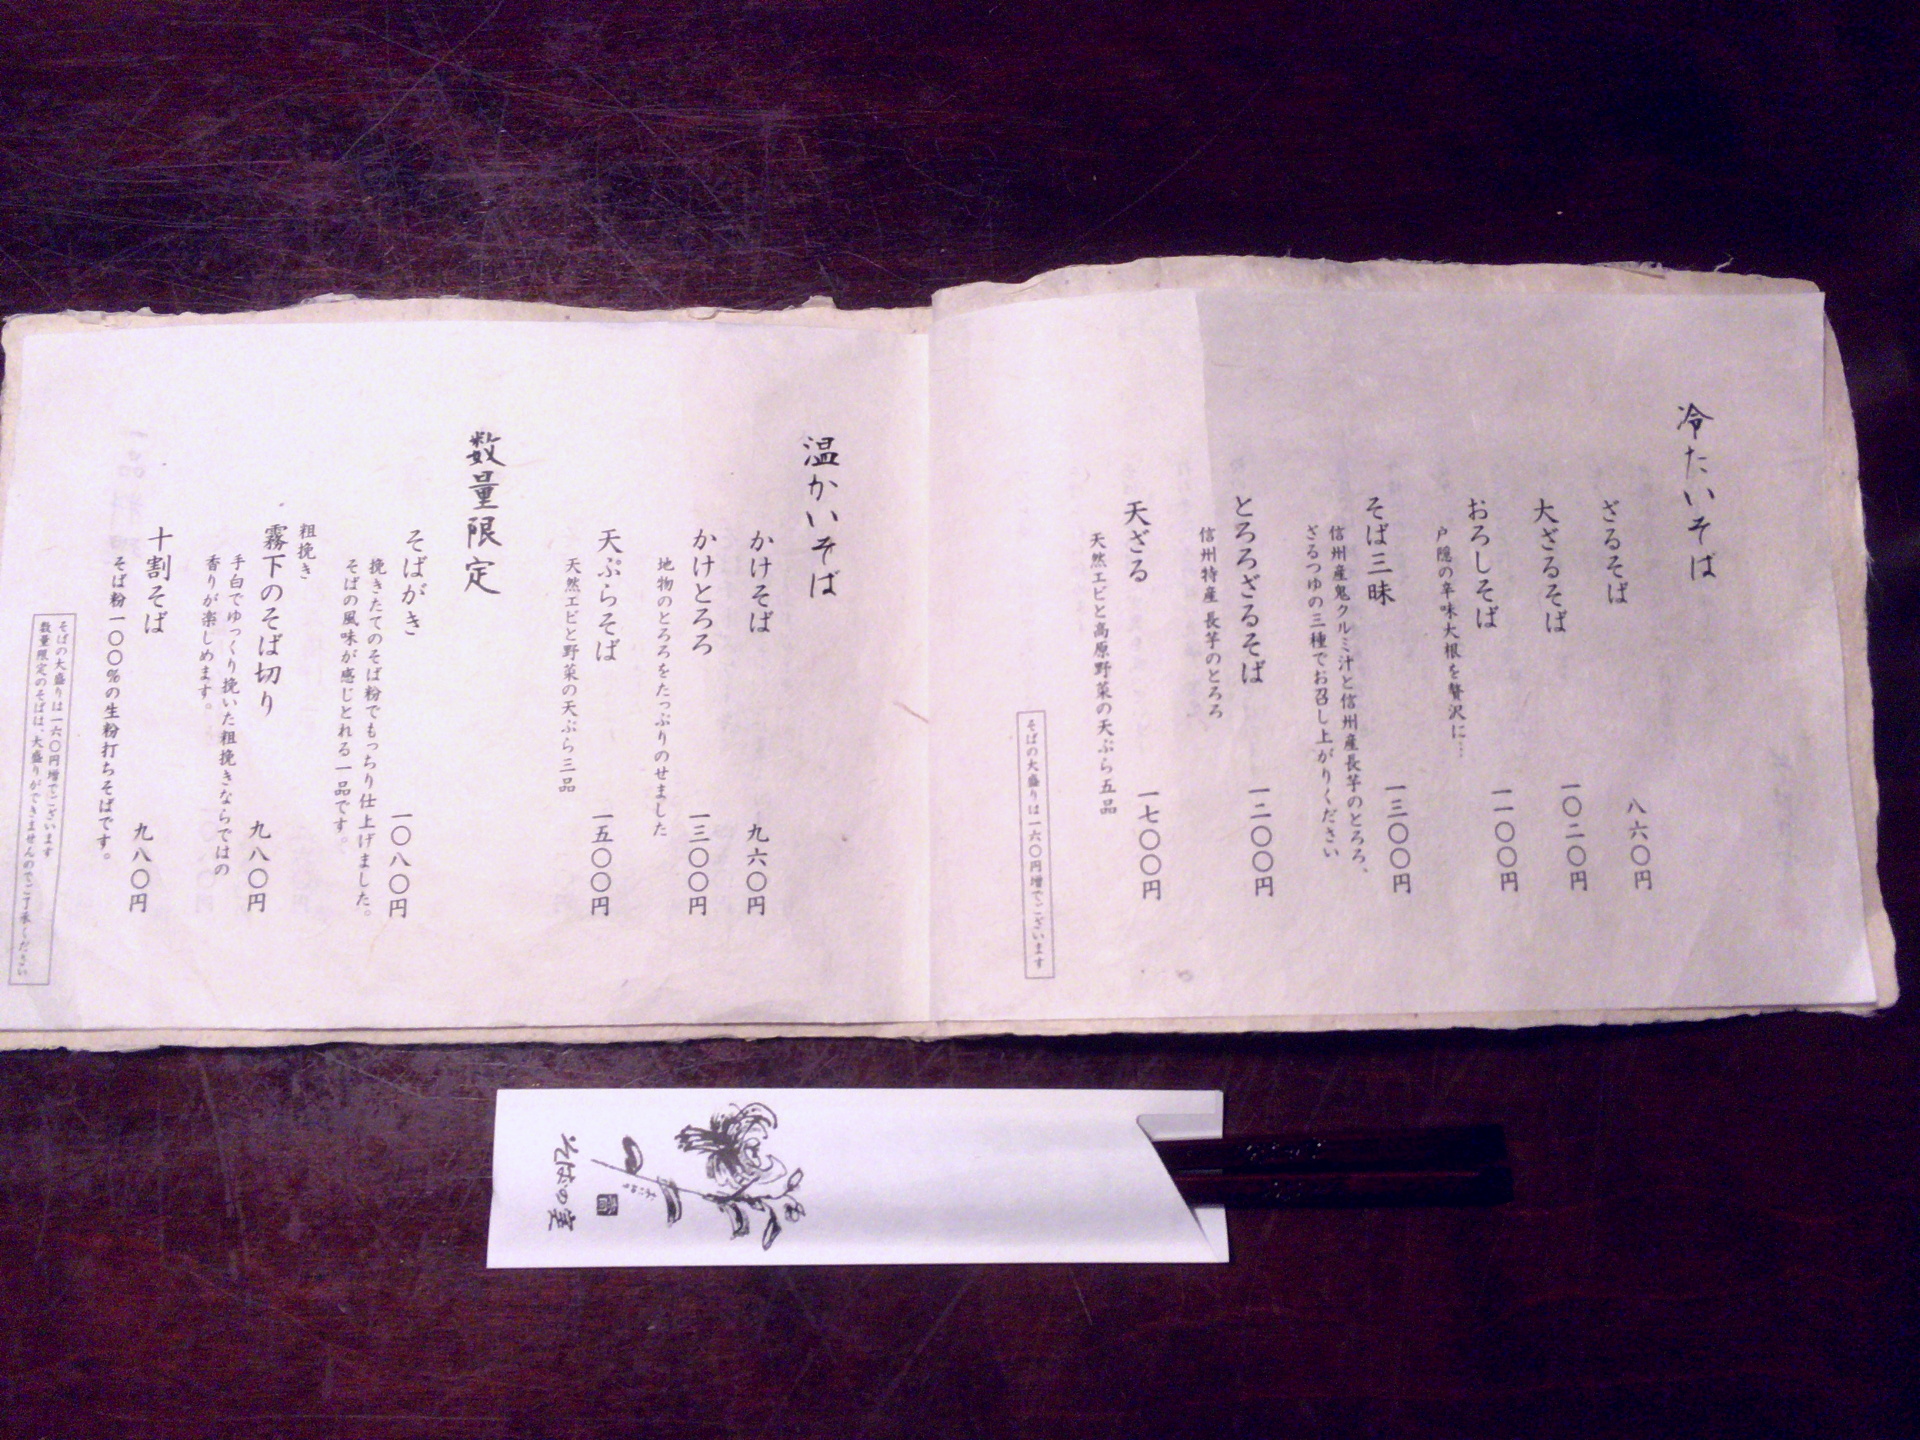 冷たいそば
ざるそば
八六〇円
大ざるそば
一〇二〇円
おろしそば
一一〇〇円
戸隠の辛味大根を贅沢に…
そば三昧
一三〇〇円
信州産鬼クルミ汁と信州産長芋のとろろ、
ざるつゆの三種でお召し上がりください
とろろざるそば
一二〇〇円
信州特産 長芋のとろろ
天ざる
一七〇〇円
天然エビと高原野菜の天ぷら五品
そばの大盛りは一六〇円増でございます
温かいそば
かけそば
九六〇円
かけとろろ
一三〇〇円
地物のとろろをたっぷりのせました
天ぷらそば
一五〇〇円
天然エビと野菜の天ぷら三品
数量限定
そばがき
一〇八〇円
挽きたてのそば粉でもっちり仕上げました。
そばの風味が感じとれる一品です。
粗挽き
霧下のそば切り
九八〇円
手臼でゆっくり挽いた粗挽きならではの
香りが楽しめます。
十割そば
九八〇円
そば粉一〇〇%の生粉打ちそばです。
そばの大盛りは一六〇円増でございます
数量限定のそばは、大盛りができませんのでご了承ください
そばの実